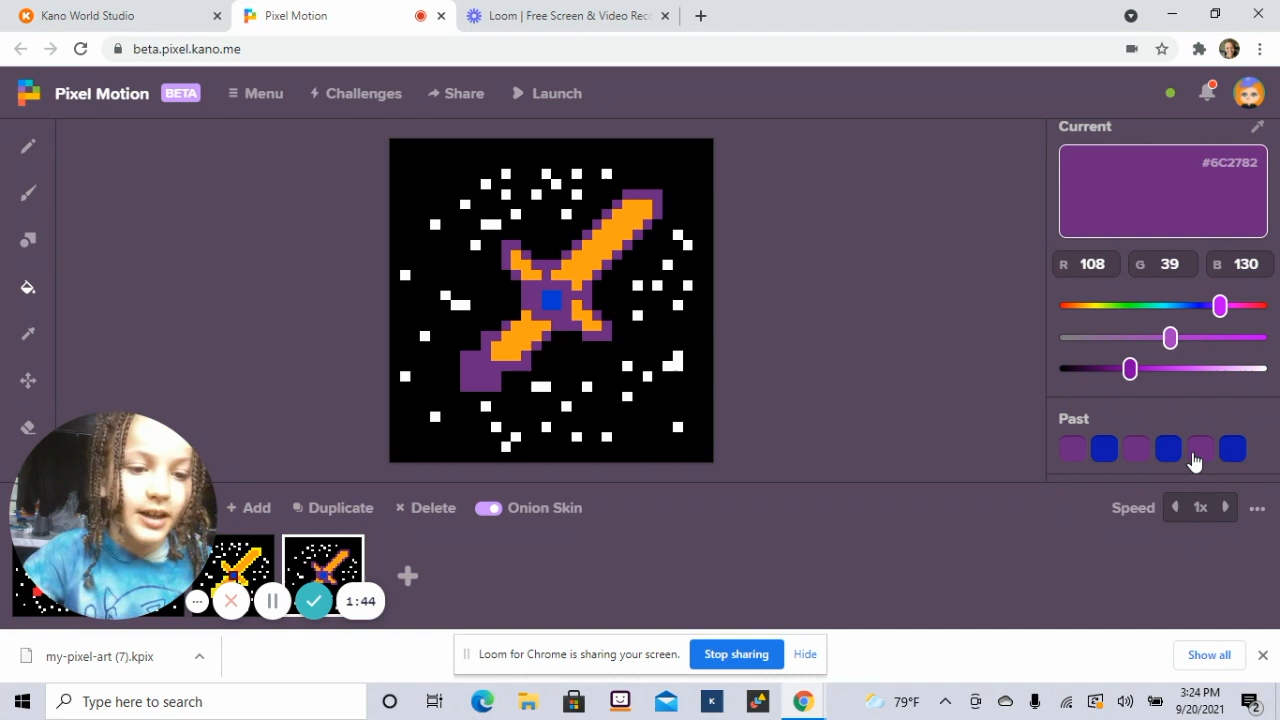 Kano World Studio
Pixel Motion
Loom | Free Screen & Video Rec
beta.pixel.kano.me
Pixel Motion BETA Menu Challenges Share Launch
Current
#6C2782
R 108 G 39 B 130
Past
Add Duplicate Delete Onion Skin
Speed 1x
1:44
my-pixel-art (7).kpix
Loom for Chrome is sharing your screen. Stop sharing Hide
Show all
Type here to search
K
79°F
3:24 PM
9/20/2021
2